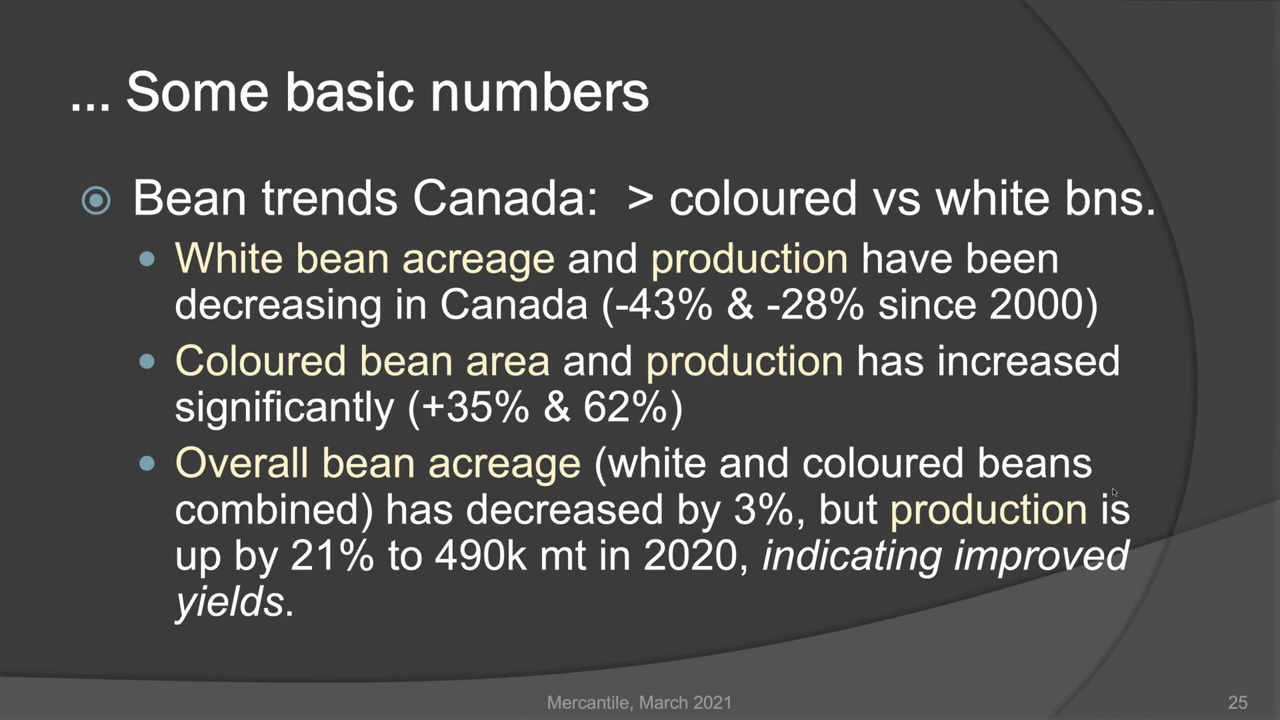 ... Some basic numbers
Bean trends Canada:  > coloured vs white bns.
White bean acreage and production have been
decreasing in Canada (-43% & -28% since 2000)
Coloured bean area and production has increased
significantly (+35% & 62%)
Overall bean acreage (white and coloured beans
combined) has decreased by 3%, but production is
up by 21% to 490k mt in 2020, indicating improved
yields.
Mercantile, March 2021
25